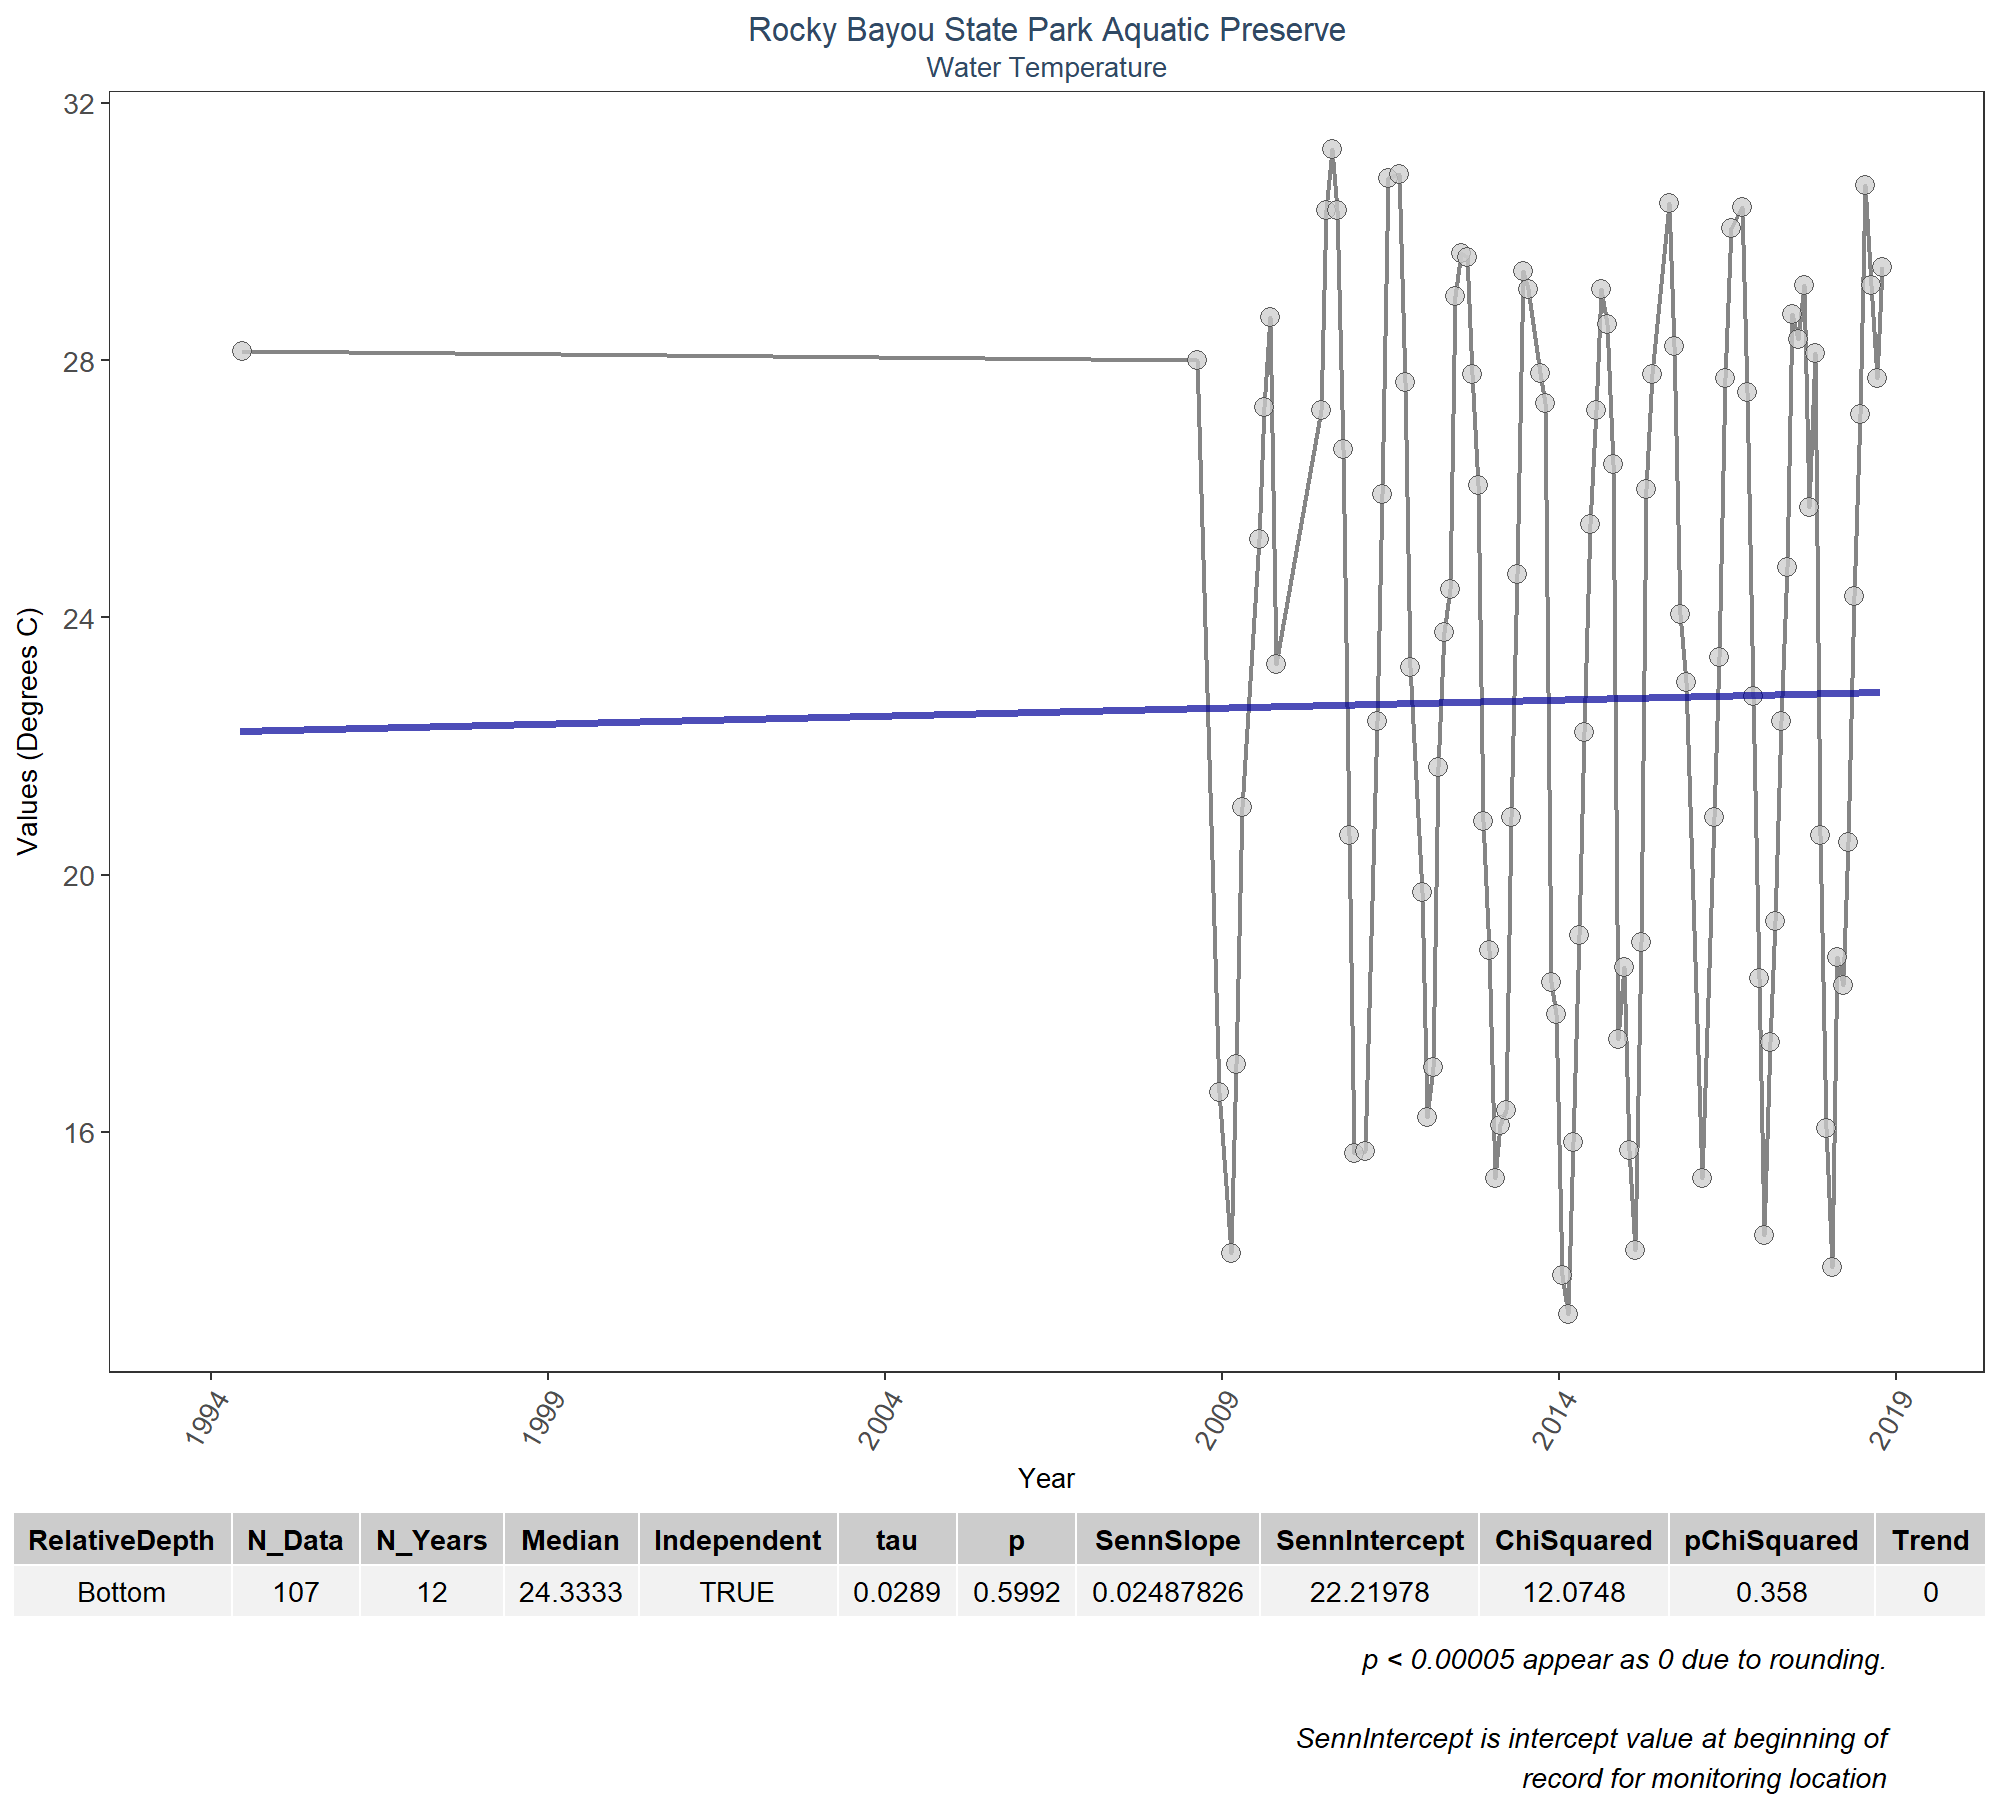 Rocky Bayou State Park Aquatic Preserve
Water Temperature
32
28
24
20
16
Values (Degrees C)
1994
1999
2004
2009
2014
2019
Year
RelativeDepth N_Data N_Years Median Independent tau p SennSlope SennIntercept ChiSquared pChiSquared Trend
Bottom 107 12 24.3333 TRUE 0.0289 0.5992 0.02487826 22.21978 12.0748 0.358 0
p < 0.00005 appear as 0 due to rounding.
SennIntercept is intercept value at beginning of
record for monitoring location